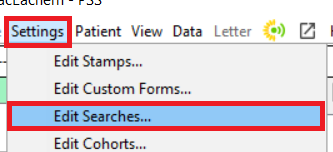 Settings Patient View Data Letter
Edit Stamps...
Edit Custom Forms...
Edit Searches...
Edit Cohorts...